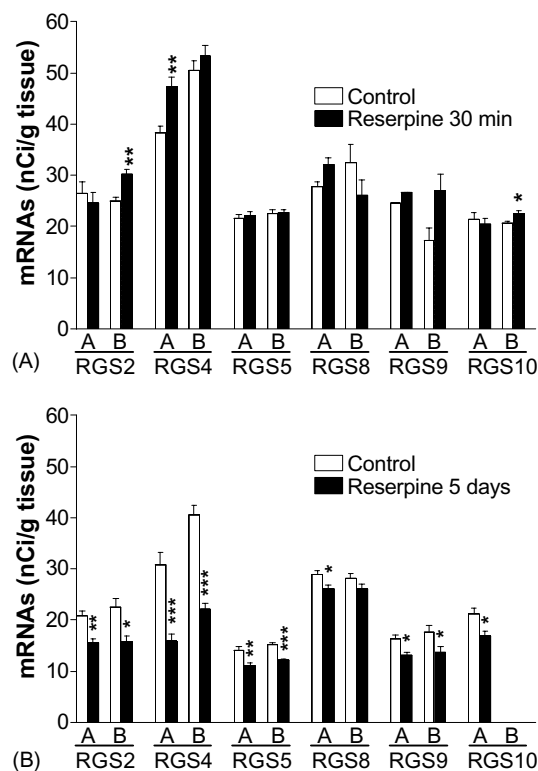 60
50
40
30
20
10
0
mRNAs (nCi/g tissue)
Control
Reserpine 30 min
**
**
*
A B A B A B A B A B A B
RGS2 RGS4 RGS5 RGS8 RGS9 RGS10
(A)
60
50
40
30
20
10
0
mRNAs (nCi/g tissue)
Control
Reserpine 5 days
** * *** *** ** *** * * * *
A B A B A B A B A B A B
RGS2 RGS4 RGS5 RGS8 RGS9 RGS10
(B)